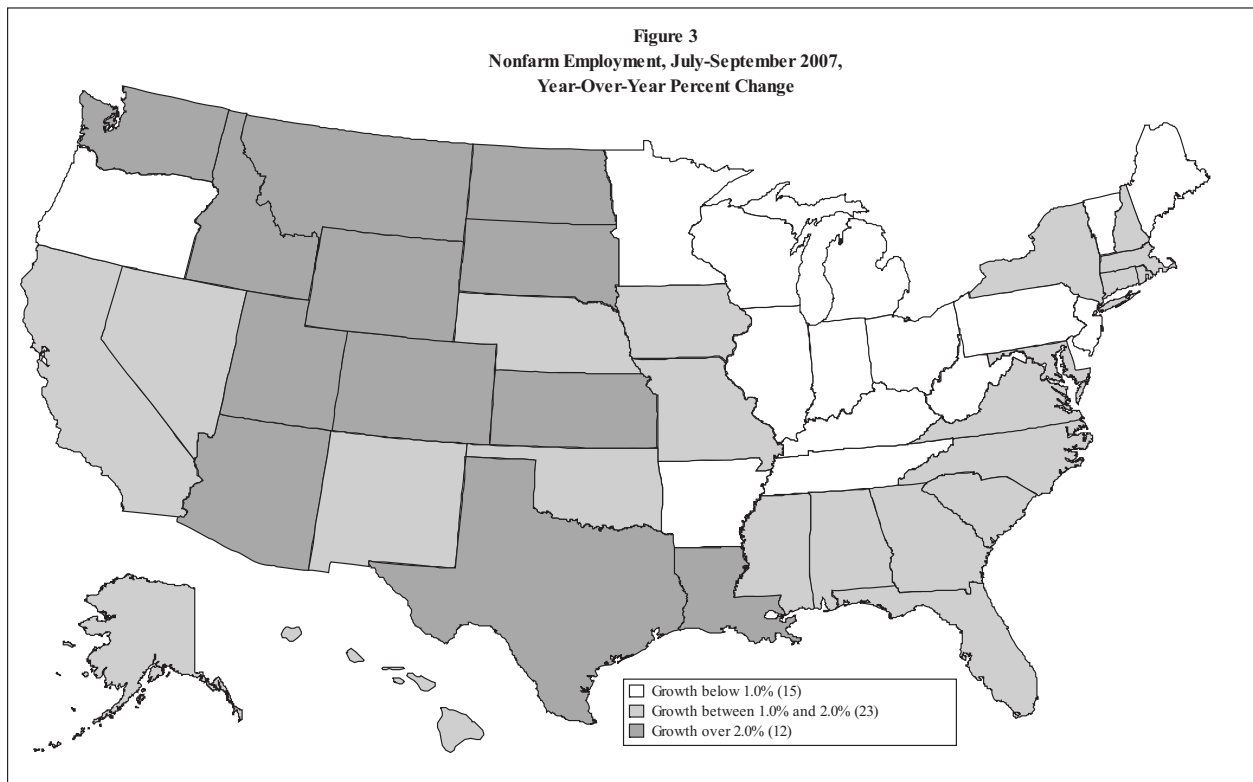 Figure 3
Nonfarm Employment, July-September 2007,
Year-Over-Year Percent Change
Growth below 1.0% (15)
Growth between 1.0% and 2.0% (23)
Growth over 2.0% (12)